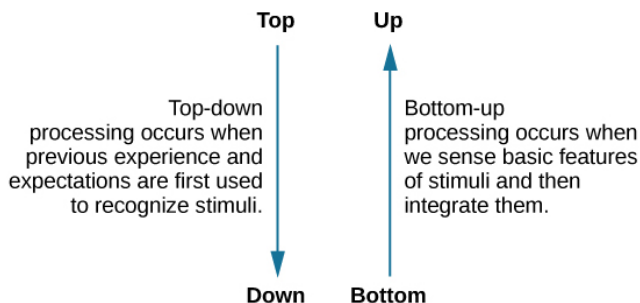 Top
Up
Top-down
processing occurs when
previous experience and
expectations are first used
to recognize stimuli.
Bottom-up
processing occurs when
we sense basic features
of stimuli and then
integrate them.
Down
Bottom